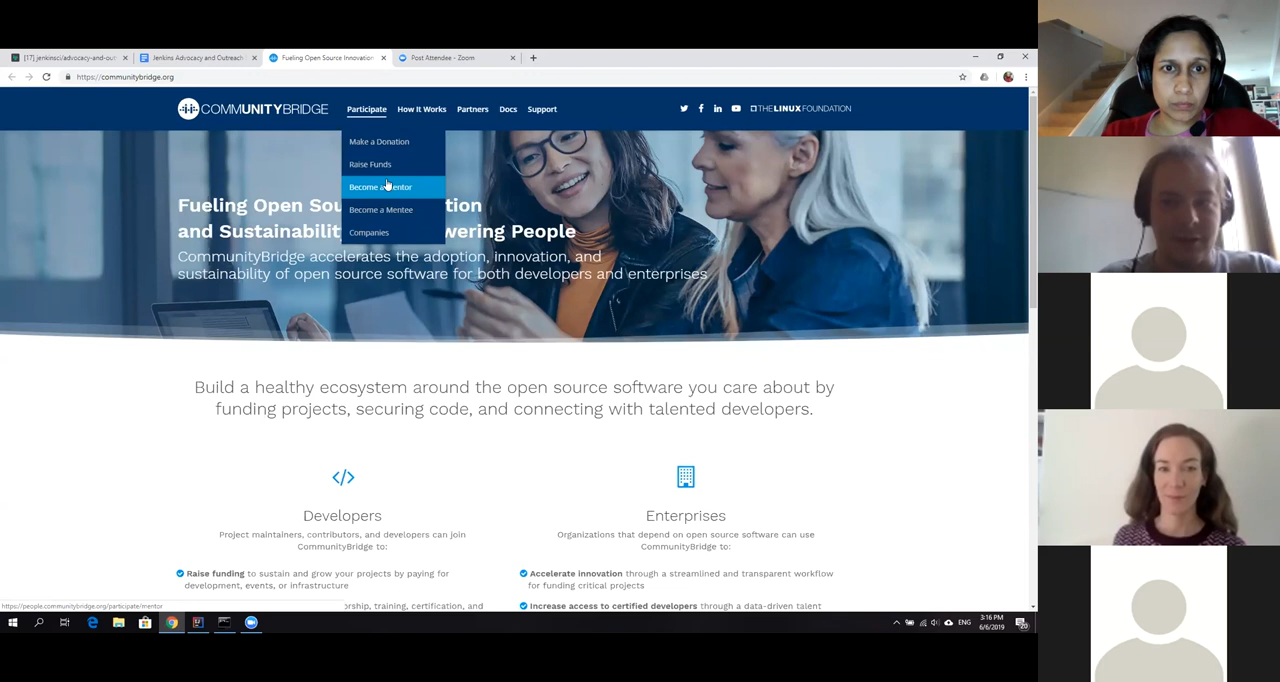 [17] jenkinsci/advocacy-and-out
Jenkins Advocacy and Outreach
Fueling Open Source Innovation
Post Attendee - Zoom
https://communitybridge.org
COMMUNITYBRIDGE
Participate
How It Works
Partners
Docs
Support
THE LINUX FOUNDATION
Make a Donation
Raise Funds
Become a Mentor
Become a Mentee
Companies
Fueling Open Sou tion
and Sustainabilit wering People
CommunityBridge accelerates the adoption, innovation, and
sustainability of open source software for both developers and enterprises
Build a healthy ecosystem around the open source software you care about by
funding projects, securing code, and connecting with talented developers.
Developers
Project maintainers, contributors, and developers can join
CommunityBridge to:
Raise funding to sustain and grow your projects by paying for
development, events, or infrastructure
orship, training, certification, and
Enterprises
Organizations that depend on open source software can use
CommunityBridge to:
Accelerate innovation through a streamlined and transparent workflow
for funding critical projects
Increase access to certified developers through a data-driven talent
https://people.communitybridge.org/participate/mentor
ENG
3:16 PM
6/6/2019
20